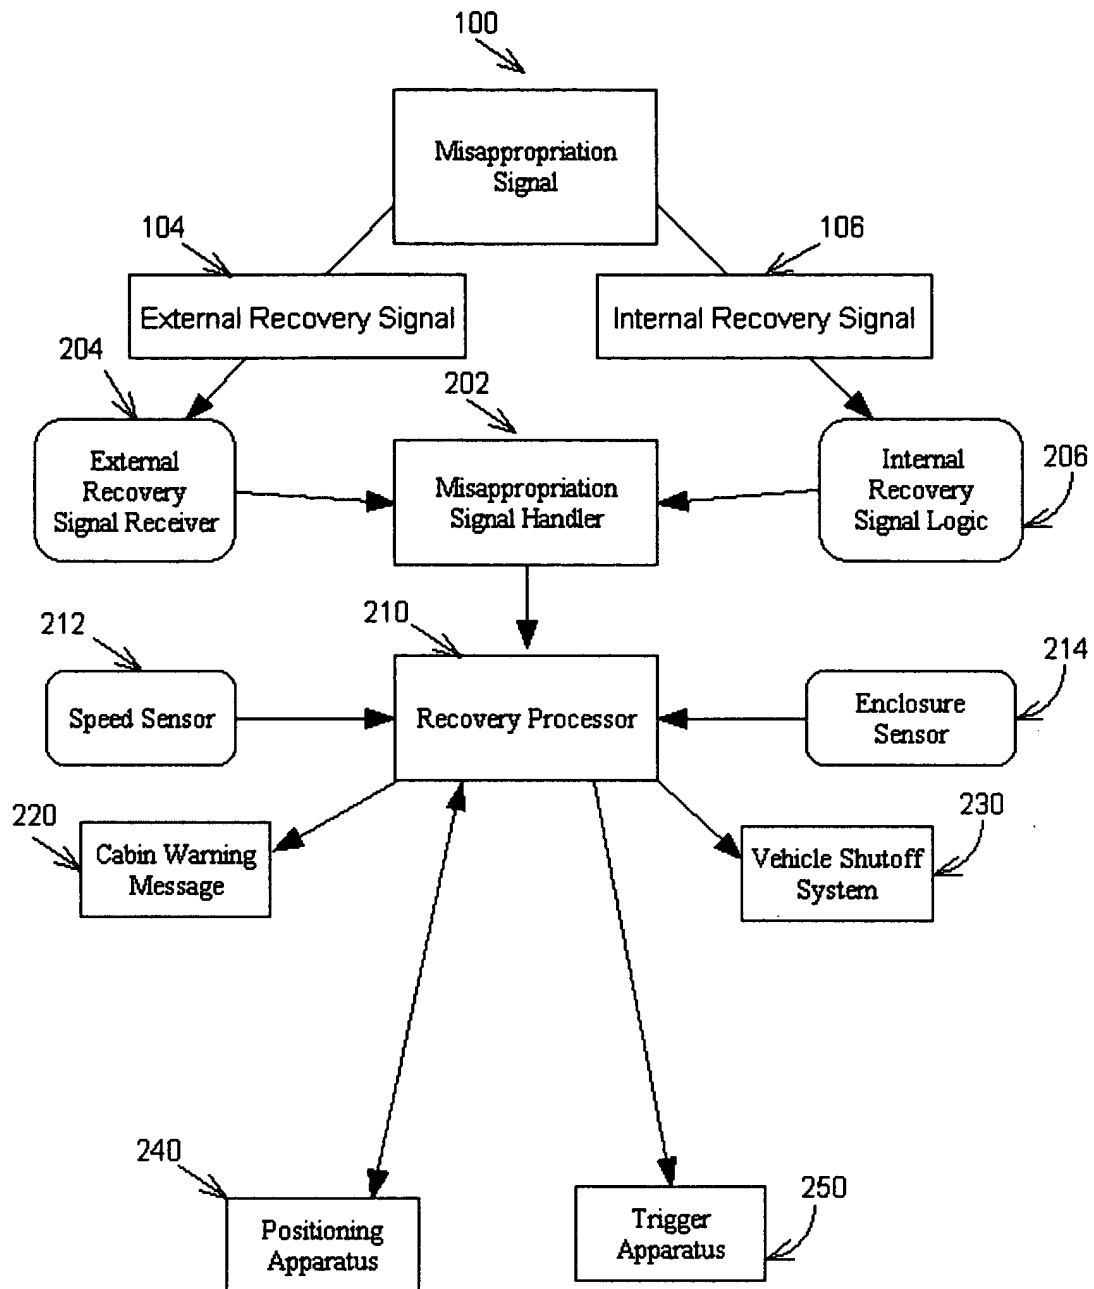 100
Misappropriation
Signal
104
106
External Recovery Signal
Internal Recovery Signal
204
202
External
Recovery
Signal Receiver
Misappropriation
Signal Handler
Internal
Recovery
Signal Logic
206
212
210
214
Speed Sensor
Recovery Processor
Enclosure
Sensor
220
230
Cabin Warning
Message
Vehicle Shutoff
System
240
250
Positioning
Apparatus
Trigger
Apparatus